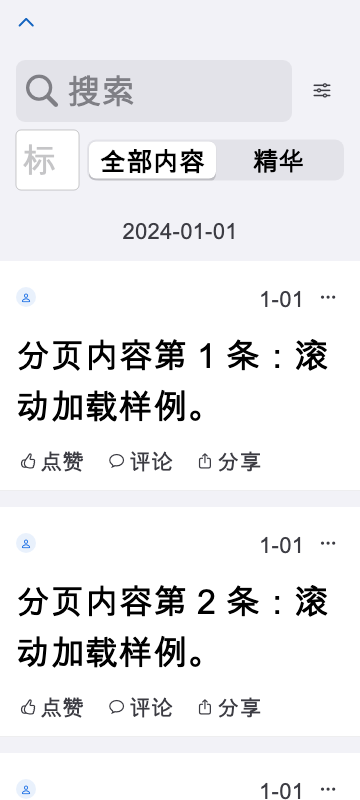 搜索
标
全部内容 精华
2024-01-01
1-01
分页内容第 1 条：滚
动加载样例。
点赞 评论 分享
1-01
分页内容第 2 条：滚
动加载样例。
点赞 评论 分享
1-01